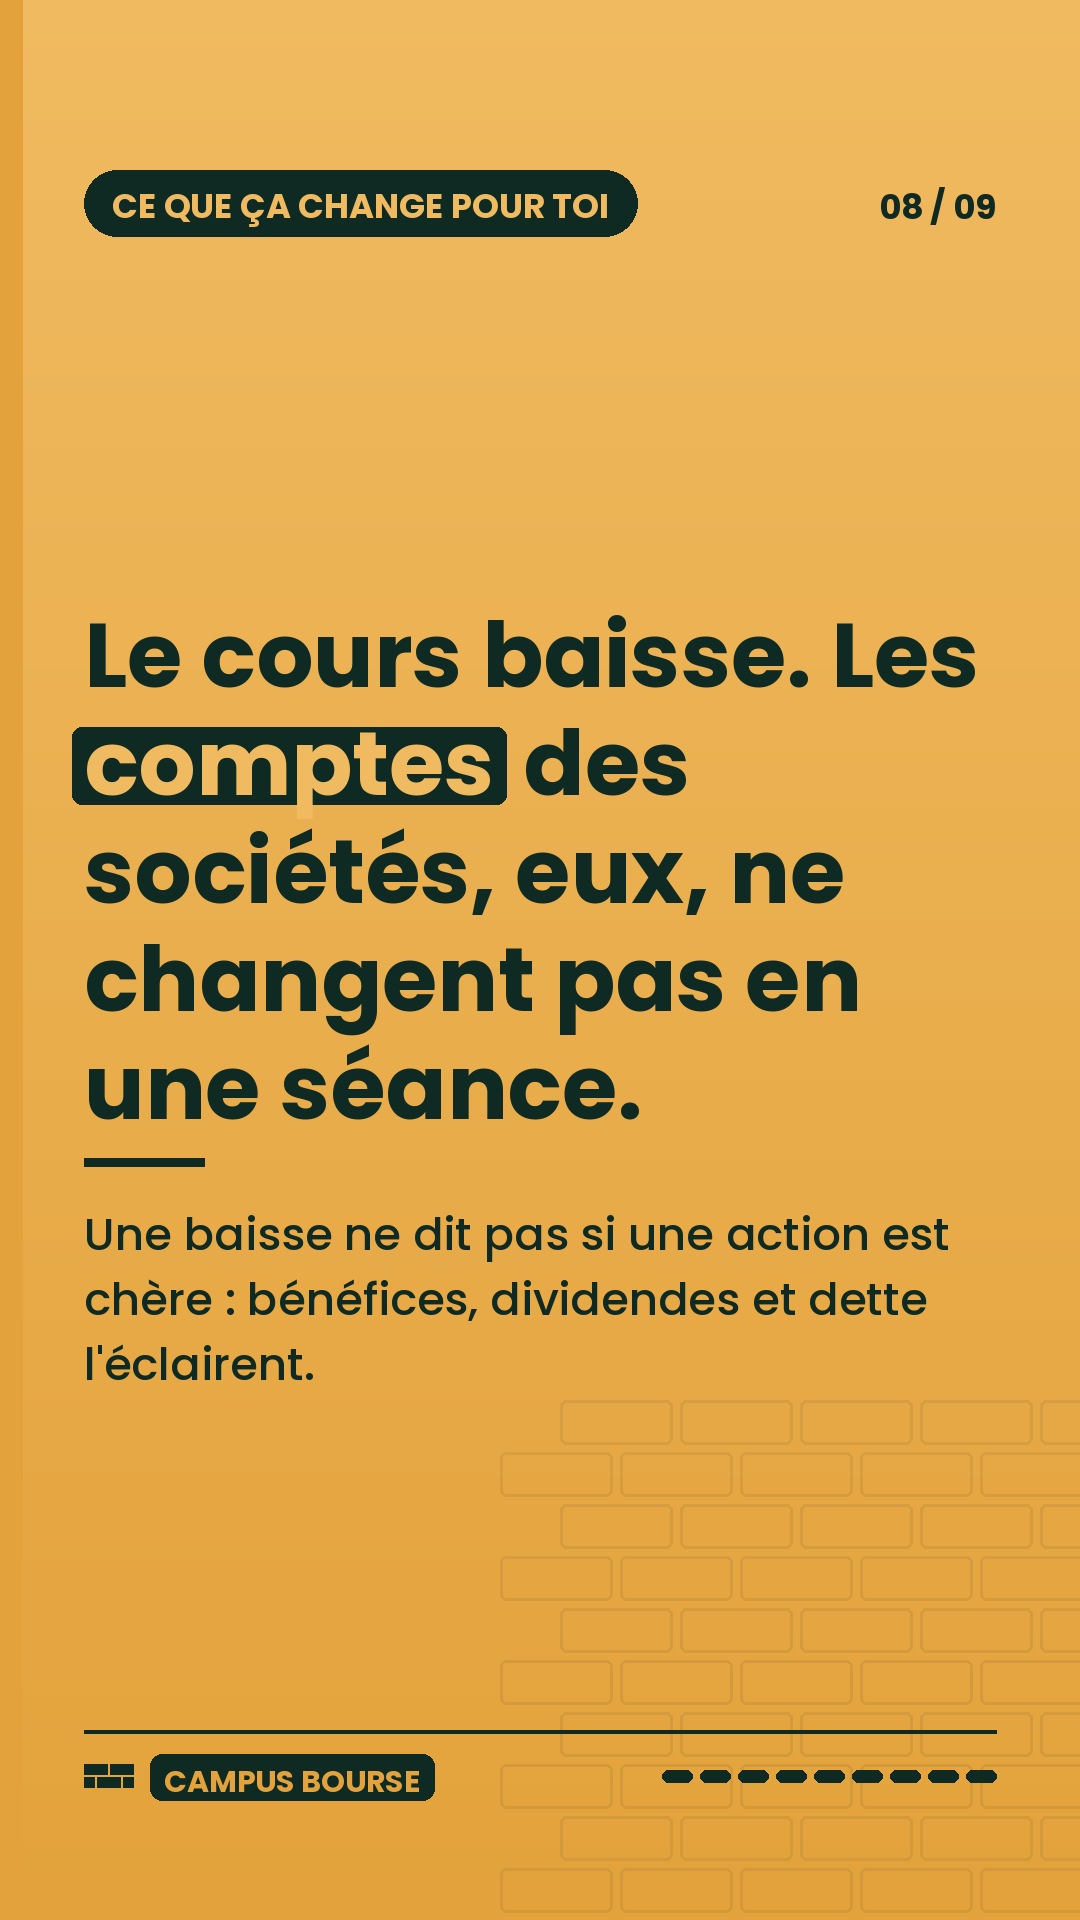 CE QUE ÇA CHANGE POUR TOI
08 / 09
Le cours baisse. Les
comptes des
sociétés, eux, ne
changent pas en
une séance.
Une baisse ne dit pas si une action est
chère : bénéfices, dividendes et dette
l'éclairent.
CAMPUS BOURSE